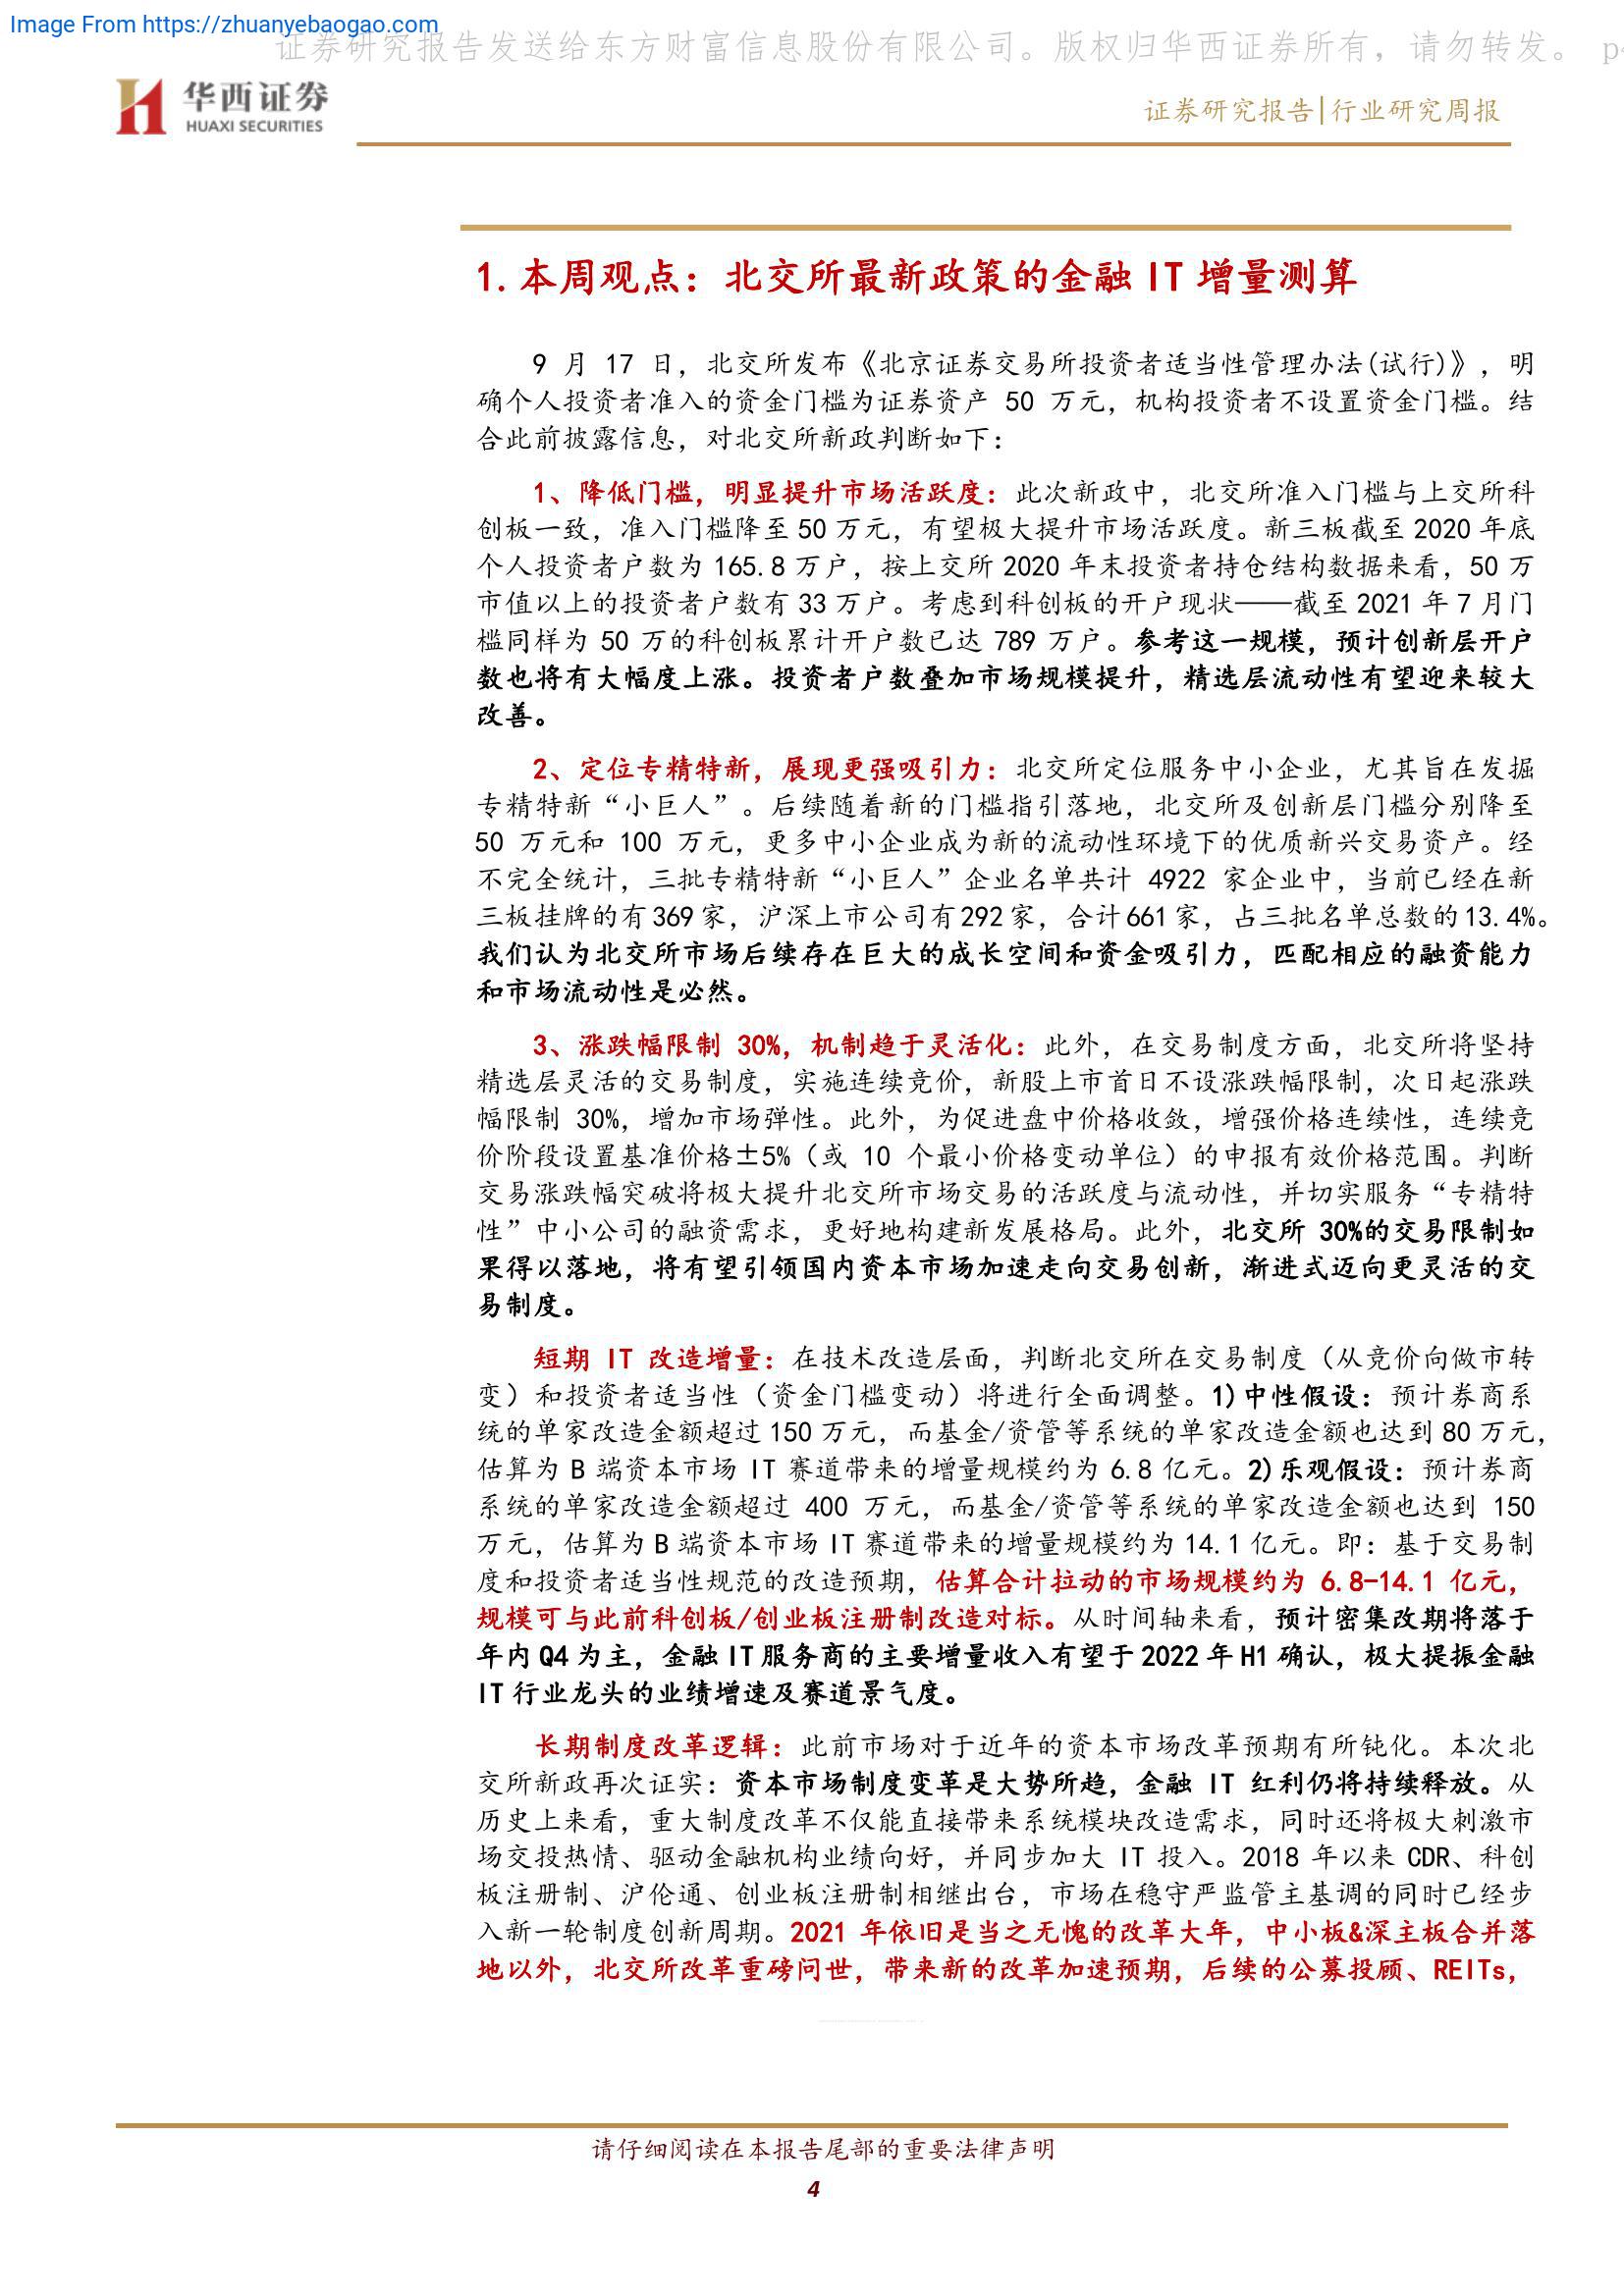 Image From https://zhuanyebaogao.com
证券研究报告发送给东方财富信息股份有限公司。版权归华西证券所有，请勿转发。 p
华西证券
HUAXI SECURITIES
证券研究报告|行业研究周报
1.本周观点：北交所最新政策的金融 IT 增量测算
9 月 17 日，北交所发布《北京证券交易所投资者适当性管理办法(试行)》，明
确个人投资者准入的资金门槛为证券资产 50 万元，机构投资者不设置资金门槛。结
合此前披露信息，对北交所新政判断如下：
1、降低门槛，明显提升市场活跃度：此次新政中，北交所准入门槛与上交所科
创板一致，准入门槛降至 50 万元，有望极大提升市场活跃度。新三板截至 2020 年底
个人投资者户数为 165.8 万户，按上交所 2020 年末投资者持仓结构数据来看，50 万
市值以上的投资者户数有 33 万户。考虑到科创板的开户现状——截至 2021 年 7 月门
槛同样为 50 万的科创板累计开户数已达 789 万户。参考这一规模，预计创新层开户
数也将有大幅度上涨。投资者户数叠加市场规模提升，精选层流动性有望迎来较大
改善。
2、定位专精特新，展现更强吸引力：北交所定位服务中小企业，尤其旨在发掘
专精特新“小巨人”。后续随着新的门槛指引落地，北交所及创新层门槛分别降至
50 万元和 100 万元，更多中小企业成为新的流动性环境下的优质新兴交易资产。经
不完全统计，三批专精特新“小巨人”企业名单共计 4922 家企业中，当前已经在新
三板挂牌的有 369 家，沪深上市公司有 292 家，合计 661 家，占三批名单总数的 13.4%。
我们认为北交所市场后续存在巨大的成长空间和资金吸引力，匹配相应的融资能力
和市场流动性是必然。
3、涨跌幅限制 30%，机制趋于灵活化：此外，在交易制度方面，北交所将坚持
精选层灵活的交易制度，实施连续竞价，新股上市首日不设涨跌幅限制，次日起涨跌
幅限制 30%，增加市场弹性。此外，为促进盘中价格收敛，增强价格连续性，连续竞
价阶段设置基准价格±5%（或 10 个最小价格变动单位）的申报有效价格范围。判断
交易涨跌幅突破将极大提升北交所市场交易的活跃度与流动性，并切实服务“专精特
性”中小公司的融资需求，更好地构建新发展格局。此外，北交所 30%的交易限制如
果得以落地，将有望引领国内资本市场加速走向交易创新，渐进式迈向更灵活的交
易制度。
短期 IT 改造增量：在技术改造层面，判断北交所在交易制度（从竞价向做市转
变）和投资者适当性（资金门槛变动）将进行全面调整。1)中性假设：预计券商系
统的单家改造金额超过 150 万元，而基金/资管等系统的单家改造金额也达到 80 万元，
估算为 B 端资本市场 IT 赛道带来的增量规模约为 6.8 亿元。2)乐观假设：预计券商
系统的单家改造金额超过 400 万元，而基金/资管等系统的单家改造金额也达到 150
万元，估算为 B 端资本市场 IT 赛道带来的增量规模约为 14.1 亿元。即：基于交易制
度和投资者适当性规范的改造预期，估算合计拉动的市场规模约为 6.8-14.1 亿元，
规模可与此前科创板/创业板注册制改造对标。从时间轴来看，预计密集改期将落于
年内 Q4 为主，金融 IT 服务商的主要增量收入有望于 2022 年 H1 确认，极大提振金融
IT 行业龙头的业绩增速及赛道景气度。
长期制度改革逻辑：此前市场对于近年的资本市场改革预期有所钝化。本次北
交所新政再次证实：资本市场制度变革是大势所趋，金融 IT 红利仍将持续释放。从
历史上来看，重大制度改革不仅能直接带来系统模块改造需求，同时还将极大刺激市
场交投热情、驱动金融机构业绩向好，并同步加大 IT 投入。2018 年以来 CDR、科创
板注册制、沪伦通、创业板注册制相继出台，市场在稳守严监管主基调的同时已经步
入新一轮制度创新周期。2021 年依旧是当之无愧的改革大年，中小板&深主板合并落
地以外，北交所改革重磅问世，带来新的改革加速预期，后续的公募投顾、REITs，
请仔细阅读在本报告尾部的重要法律声明
4